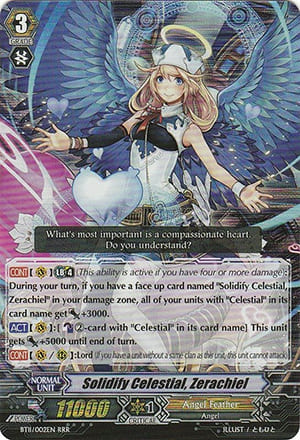 3
GRADE
What's most important is a compassionate heart.
Do you understand?
CONT [ V ] LB 4 (This ability is active if you have four or more damage) :
During your turn, if you have a face up card named "Solidify Celestial,
Zerachiel" in your damage zone, all of your units with "Celestial" in its
card name get +3000.
ACT [ V ] : [ 2 -card with "Celestial" in its card name] This unit
gets +5000 until end of turn.
CONT [ V ] :Lord (If you have a unit without a same clan as this unit, this unit cannot attack)
NORMAL
UNIT
Solidify Celestial, Zerachiel
POWER
11000
1
CRITICAL
Angel Feather
Angel
BT11/002EN RRR
ILLUST / ともひと